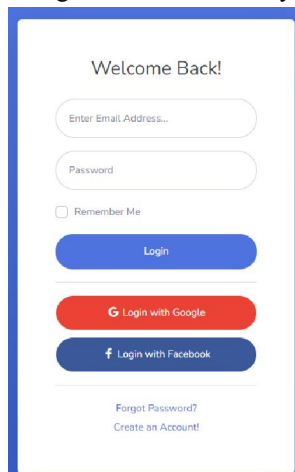 Welcome Back!
Enter Email Address...
Password
Remember Me
Login
G Login with Google
f Login with Facebook
Forgot Password?
Create an Account!